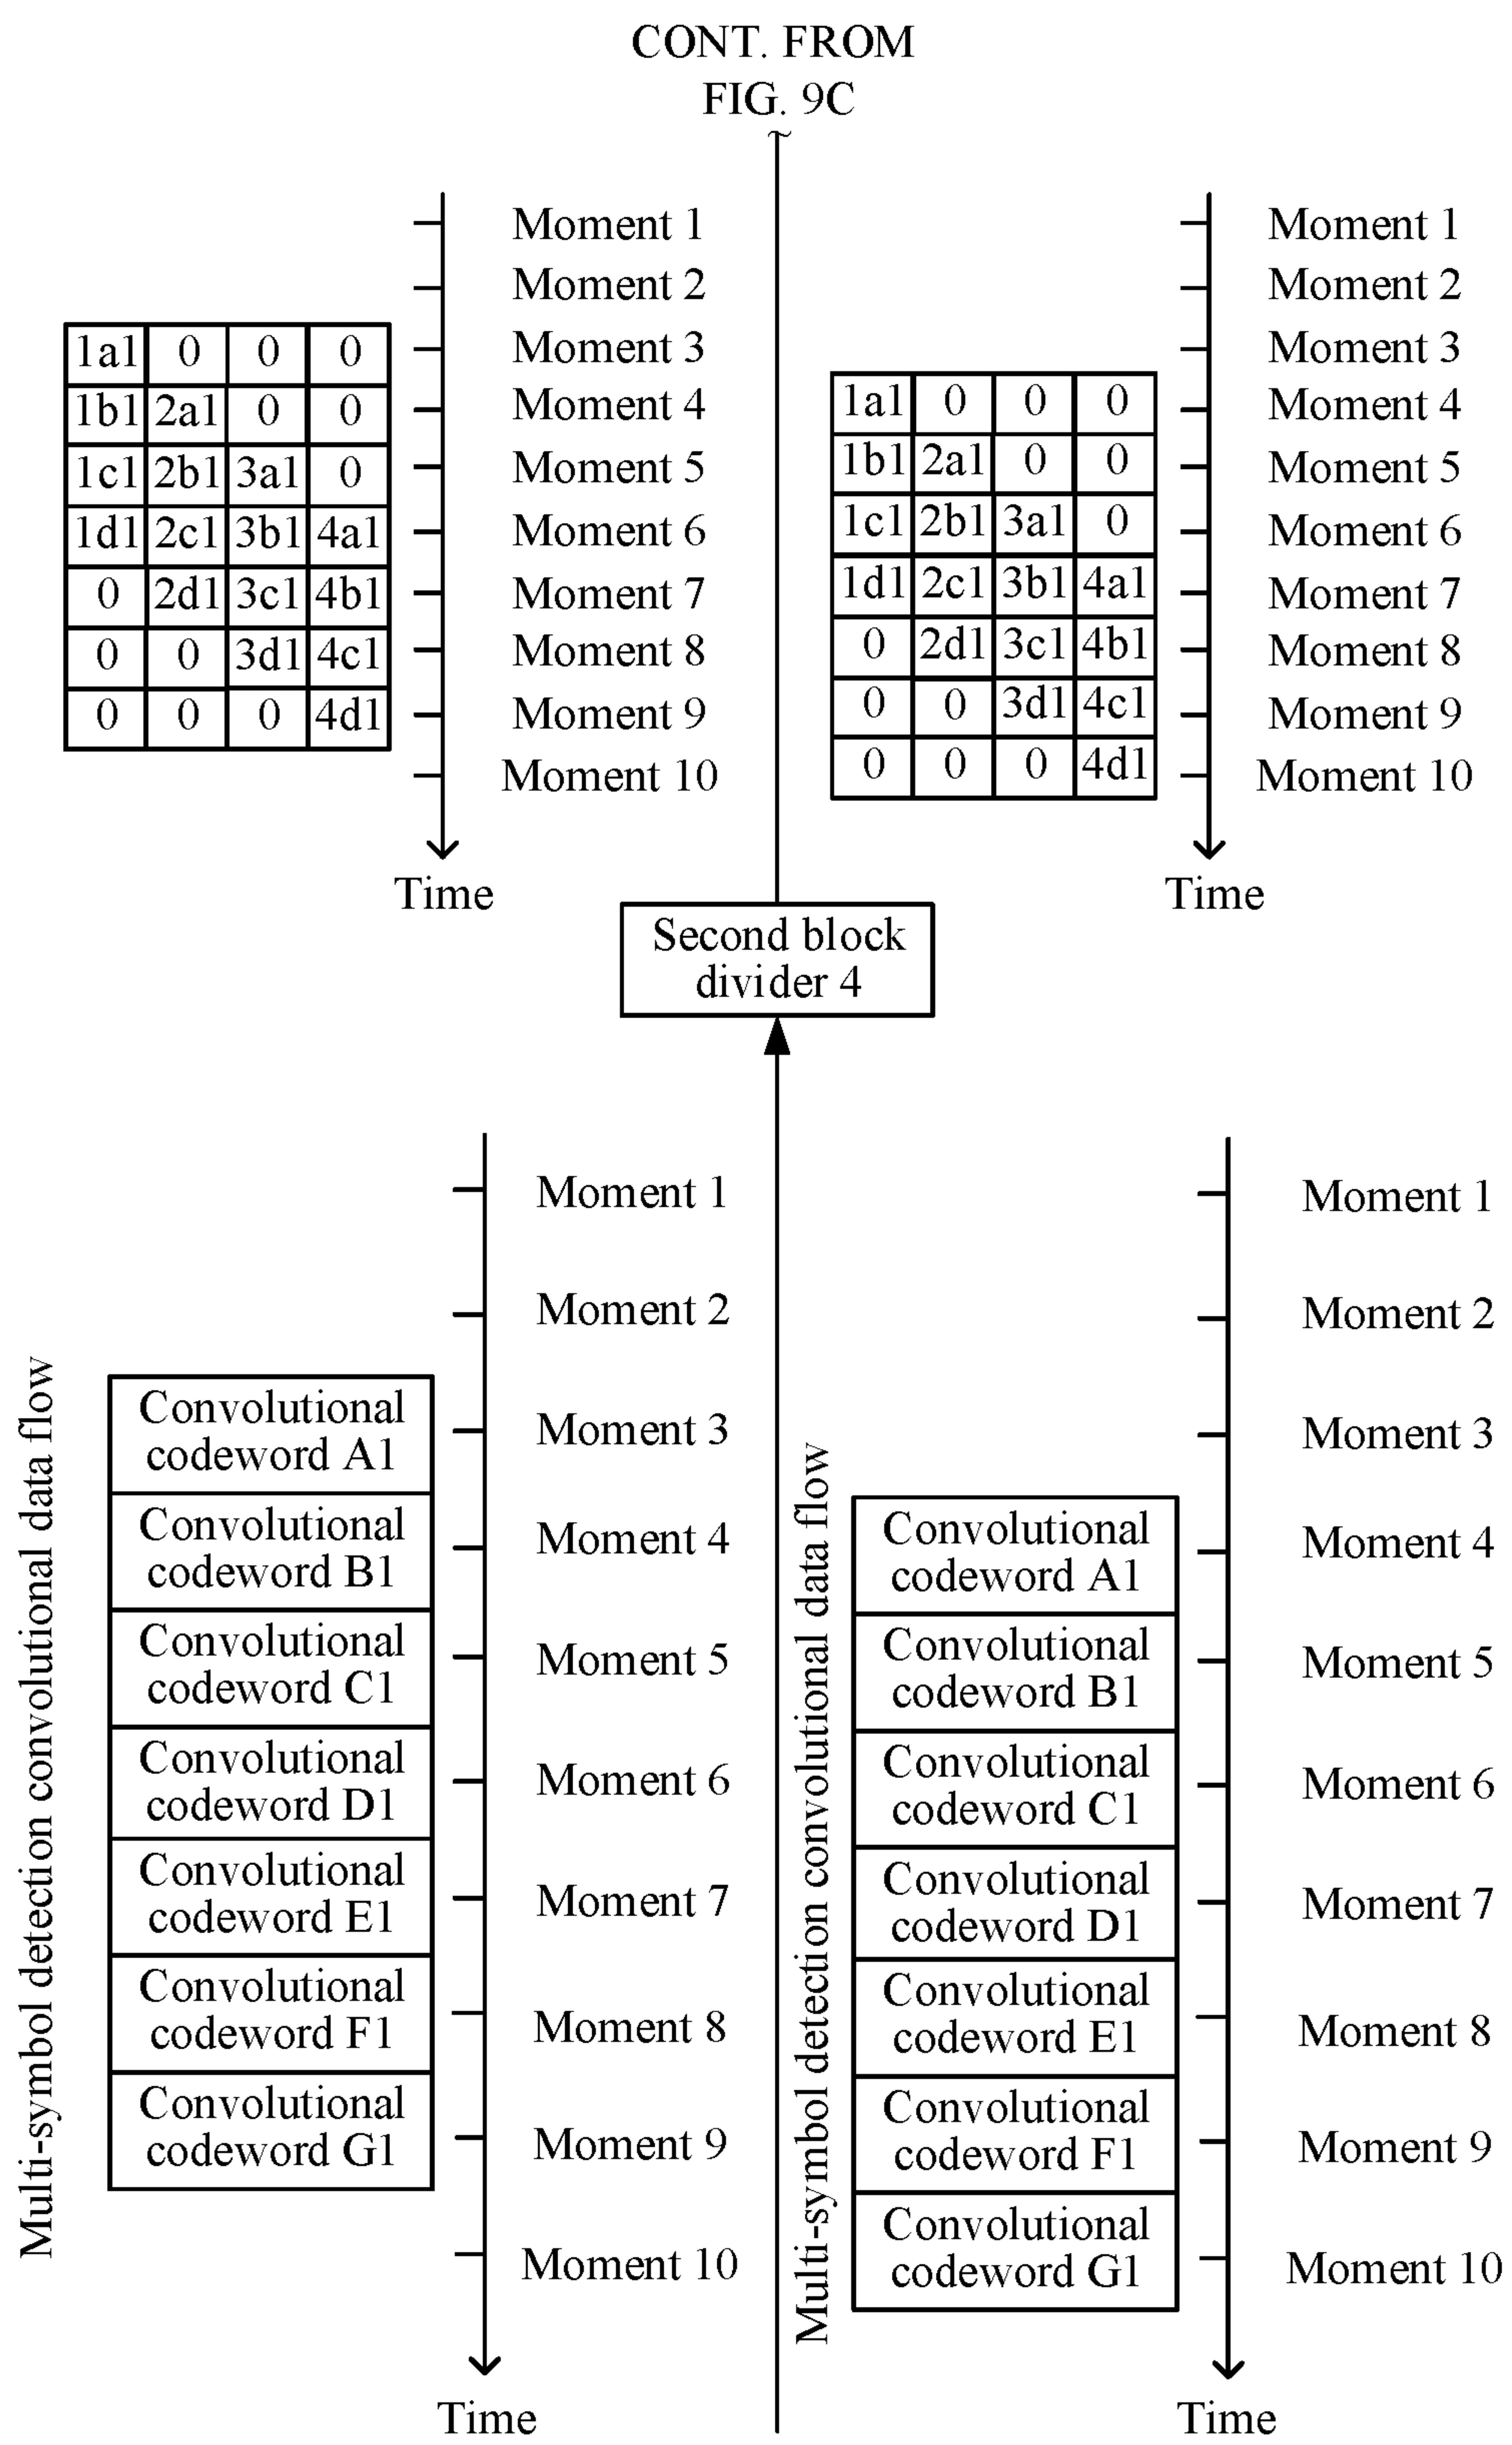 CONT. FROM
FIG. 9C
1a1 0 0 0
1b1 2a1 0 0
1c1 2b1 3a1 0
1d1 2c1 3b1 4a1
0 2d1 3c1 4b1
0 0 3d1 4c1
0 0 0 4d1
Moment 1
Moment 2
Moment 3
Moment 4
Moment 5
Moment 6
Moment 7
Moment 8
Moment 9
Moment 10
Time
1a1 0 0 0
1b1 2a1 0 0
1c1 2b1 3a1 0
1d1 2c1 3b1 4a1
0 2d1 3c1 4b1
0 0 3d1 4c1
0 0 0 4d1
Moment 1
Moment 2
Moment 3
Moment 4
Moment 5
Moment 6
Moment 7
Moment 8
Moment 9
Moment 10
Time
Second block
divider 4
Multi-symbol detection convolutional data flow
Convolutional
codeword A1
Convolutional
codeword B1
Convolutional
codeword C1
Convolutional
codeword D1
Convolutional
codeword E1
Convolutional
codeword F1
Convolutional
codeword G1
Moment 1
Moment 2
Moment 3
Moment 4
Moment 5
Moment 6
Moment 7
Moment 8
Moment 9
Moment 10
Time
Multi-symbol detection convolutional data flow
Convolutional
codeword A1
Convolutional
codeword B1
Convolutional
codeword C1
Convolutional
codeword D1
Convolutional
codeword E1
Convolutional
codeword F1
Convolutional
codeword G1
Moment 1
Moment 2
Moment 3
Moment 4
Moment 5
Moment 6
Moment 7
Moment 8
Moment 9
Moment 10
Time